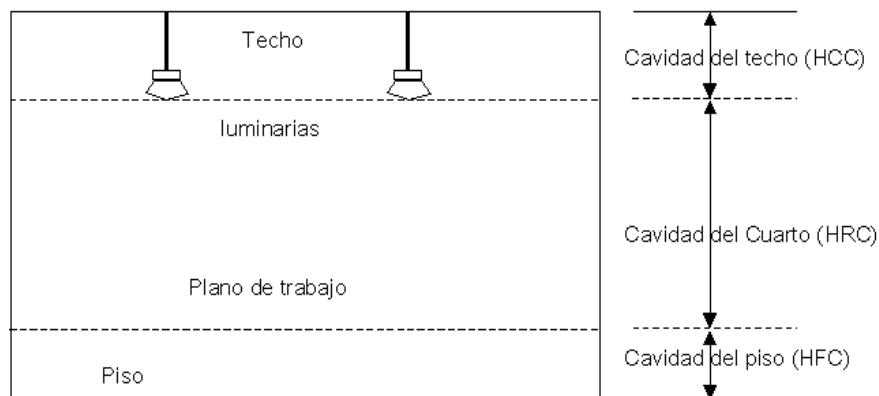 Techo
Cavidad del techo (HCC)
luminarias
Cavidad del Cuarto (HRC)
Plano de trabajo
Cavidad del piso (HFC)
Piso